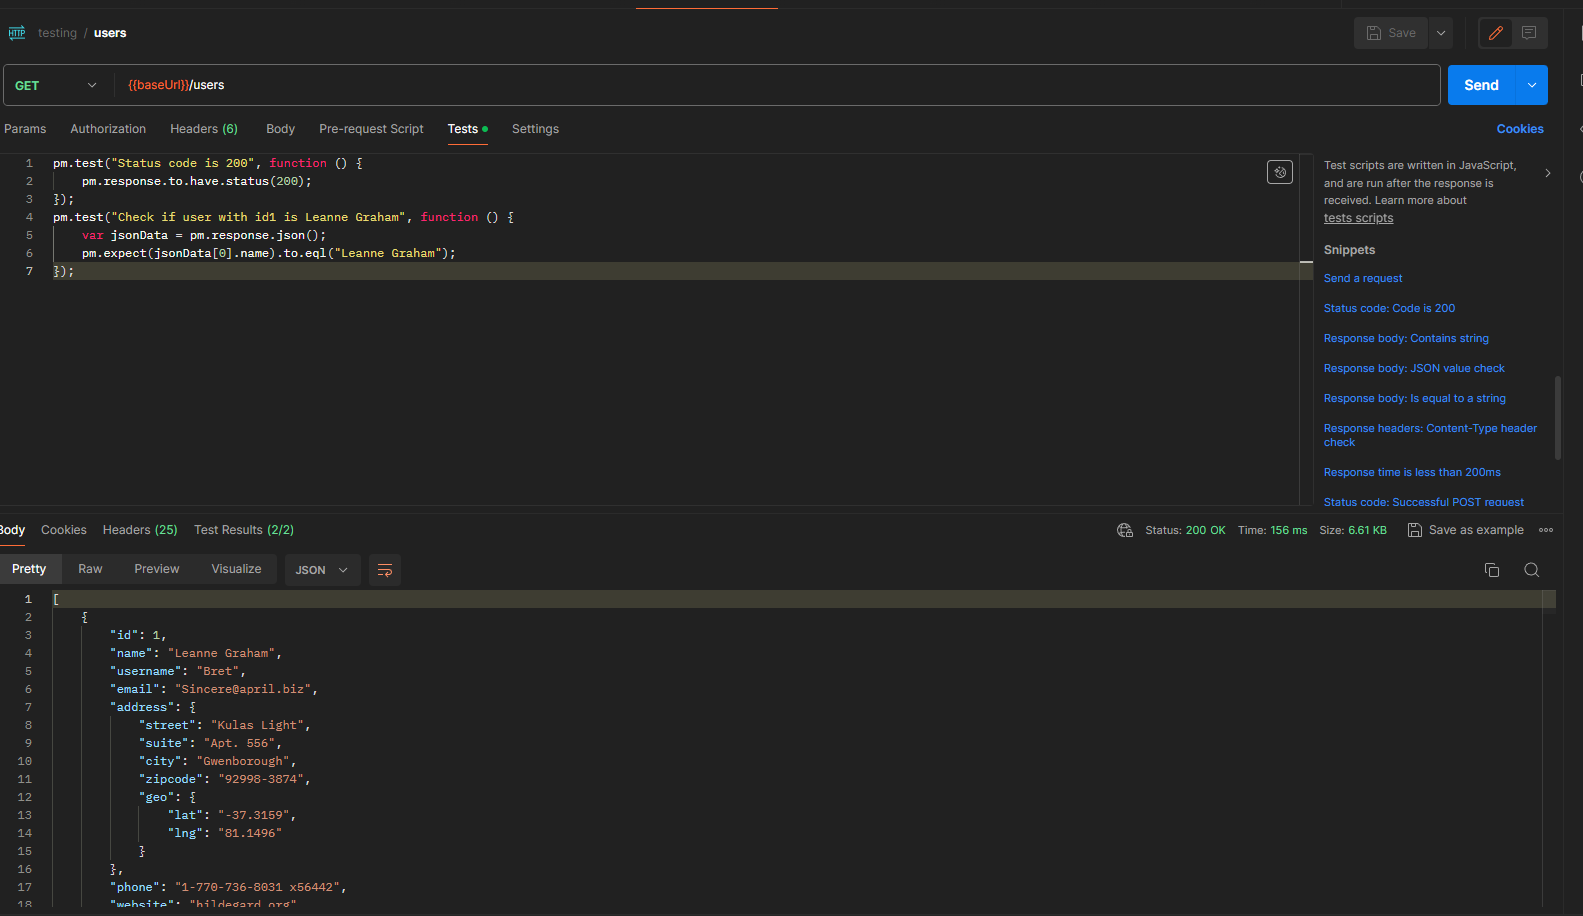 HTTP testing / users Save
GET {{baseUrl}}/users Send
Params Authorization Headers (6) Body Pre-request Script Tests Settings Cookies
1 pm.test("Status code is 200", function () {
2 pm.response.to.have.status(200);
3 });
4 pm.test("Check if user with id1 is Leanne Graham", function () {
5 var jsonData = pm.response.json();
6 pm.expect(jsonData[0].name).to.eql("Leanne Graham");
7 });
Test scripts are written in JavaScript,
and are run after the response is
received. Learn more about
tests scripts
Snippets
Send a request
Status code: Code is 200
Response body: Contains string
Response body: JSON value check
Response body: Is equal to a string
Response headers: Content-Type header
check
Response time is less than 200ms
Status code: Successful POST request
Body Cookies Headers (25) Test Results (2/2) Status: 200 OK Time: 156 ms Size: 6.61 KB Save as example
Pretty Raw Preview Visualize JSON
1 [
2 {
3 "id": 1,
4 "name": "Leanne Graham",
5 "username": "Bret",
6 "email": "Sincere@april.biz",
7 "address": {
8 "street": "Kulas Light",
9 "suite": "Apt. 556",
10 "city": "Gwenborough",
11 "zipcode": "92998-3874",
12 "geo": {
13 "lat": "-37.3159",
14 "lng": "81.1496"
15 }
16 },
17 "phone": "1-770-736-8031 x56442",
18 "website": "hildegard.org"